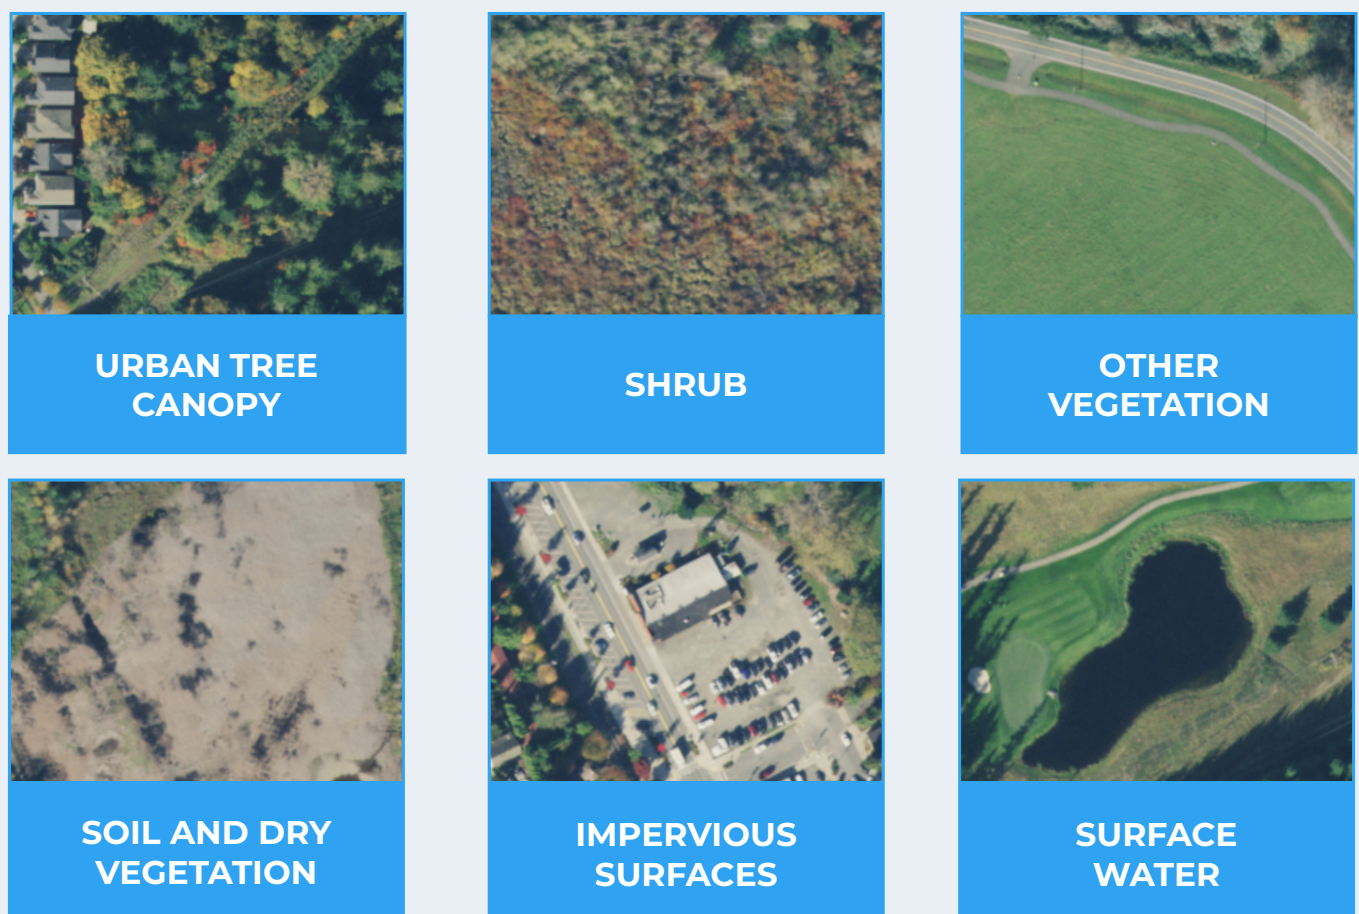 URBAN TREE
CANOPY
SHRUB
OTHER
VEGETATION
SOIL AND DRY
VEGETATION
IMPERVIOUS
SURFACES
SURFACE
WATER